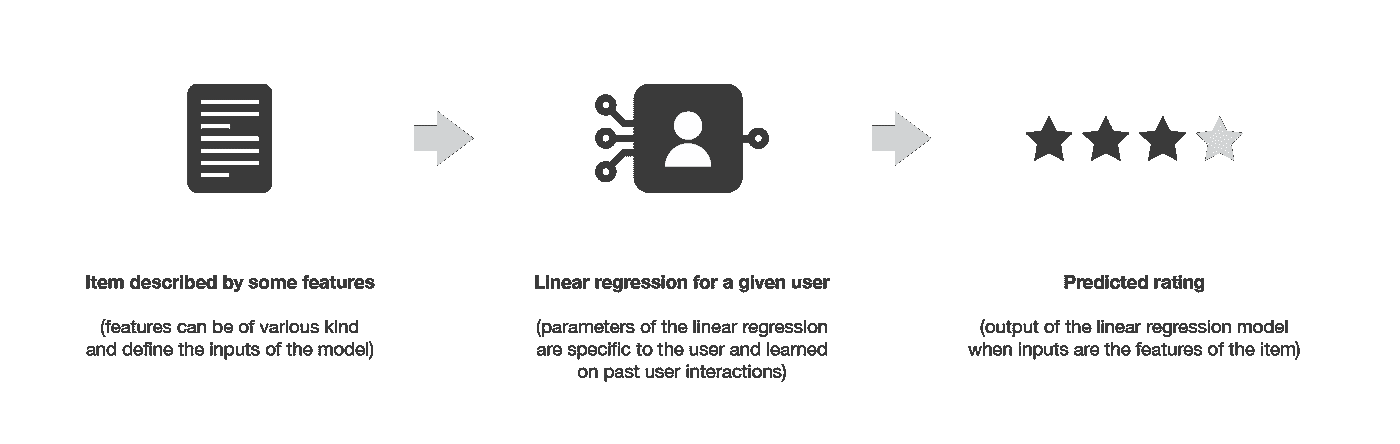 Item described by some features
(features can be of various kind
and define the inputs of the model)
Linear regression for a given user
(parameters of the linear regression
are specific to the user and learned
on past user interactions)
Predicted rating
(output of the linear regression model
when inputs are the features of the item)